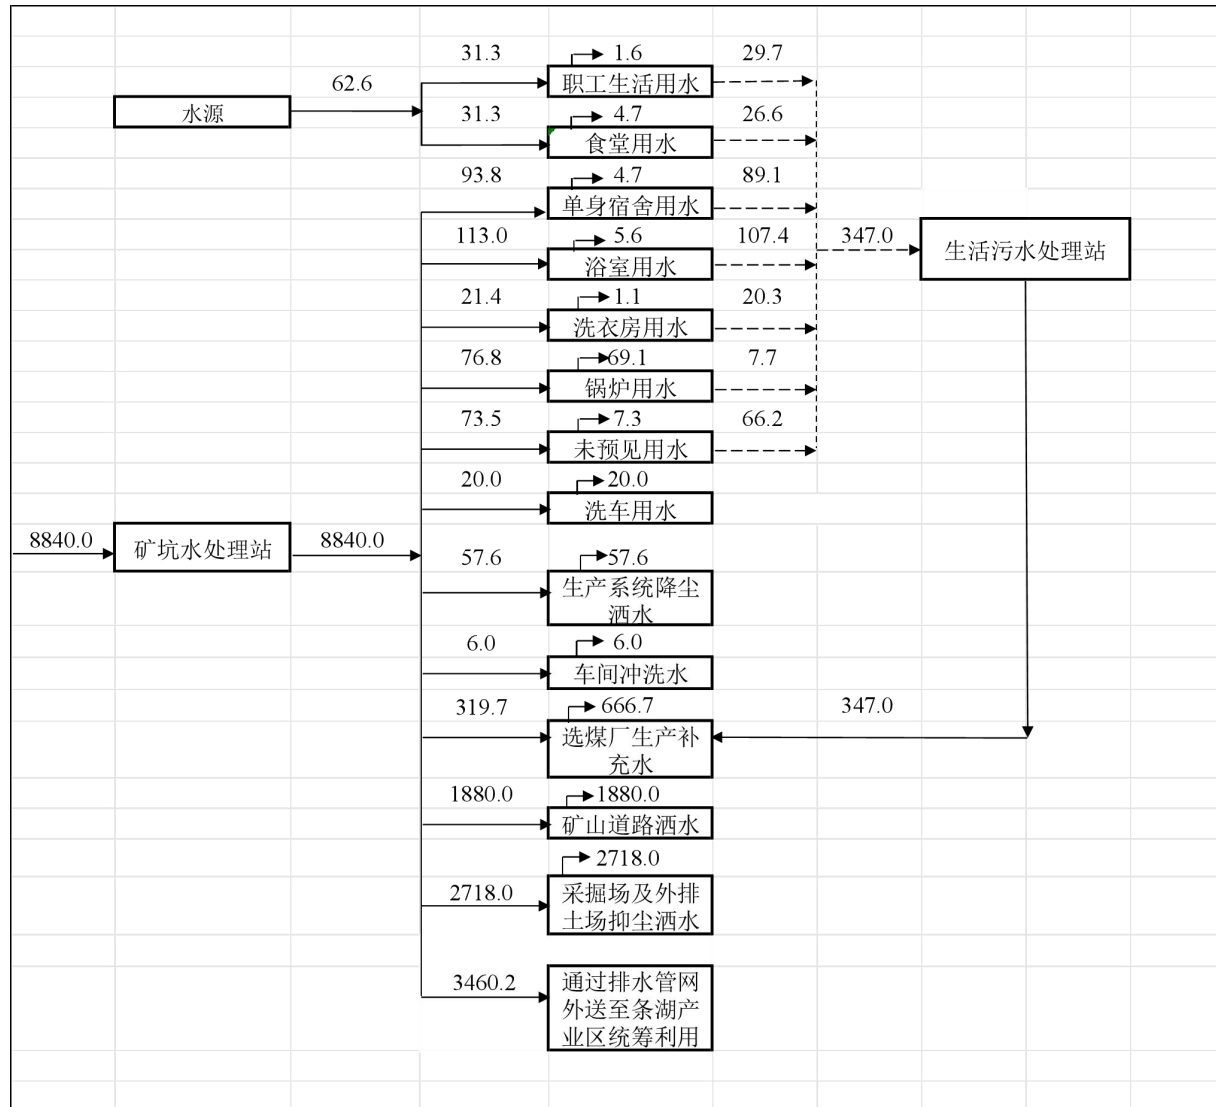 31.3
1.6
29.7
职工生活用水
62.6
水源
31.3
4.7
26.6
食堂用水
93.8
4.7
89.1
单身宿舍用水
113.0
5.6
107.4
347.0
生活污水处理站
浴室用水
21.4
1.1
20.3
洗衣房用水
76.8
69.1
7.7
锅炉用水
73.5
7.3
66.2
未预见用水
20.0
20.0
洗车用水
8840.0
矿坑水处理站
8840.0
57.6
57.6
生产系统降尘
洒水
6.0
6.0
车间冲洗水
319.7
666.7
347.0
选煤厂生产补
充水
1880.0
1880.0
矿山道路洒水
2718.0
2718.0
采掘场及外排
土场抑尘洒水
3460.2
通过排水管网
外送至条湖产
业区统筹利用